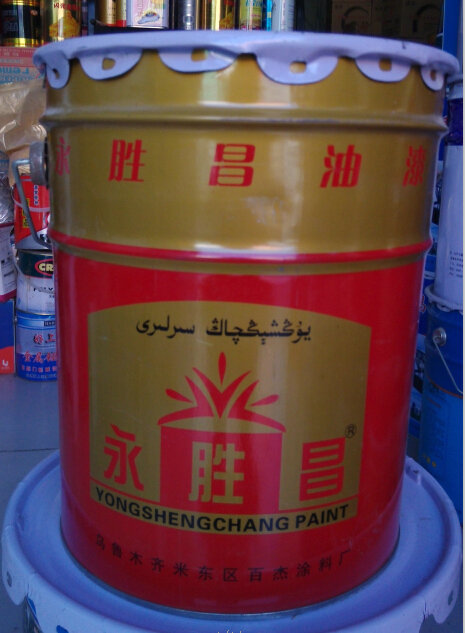 永胜昌油漆
يۇڭشېڭچاڭ سىرلىرى
永胜昌®
YONGSHENGCHANG PAINT
乌鲁木齐米东区百杰涂料厂